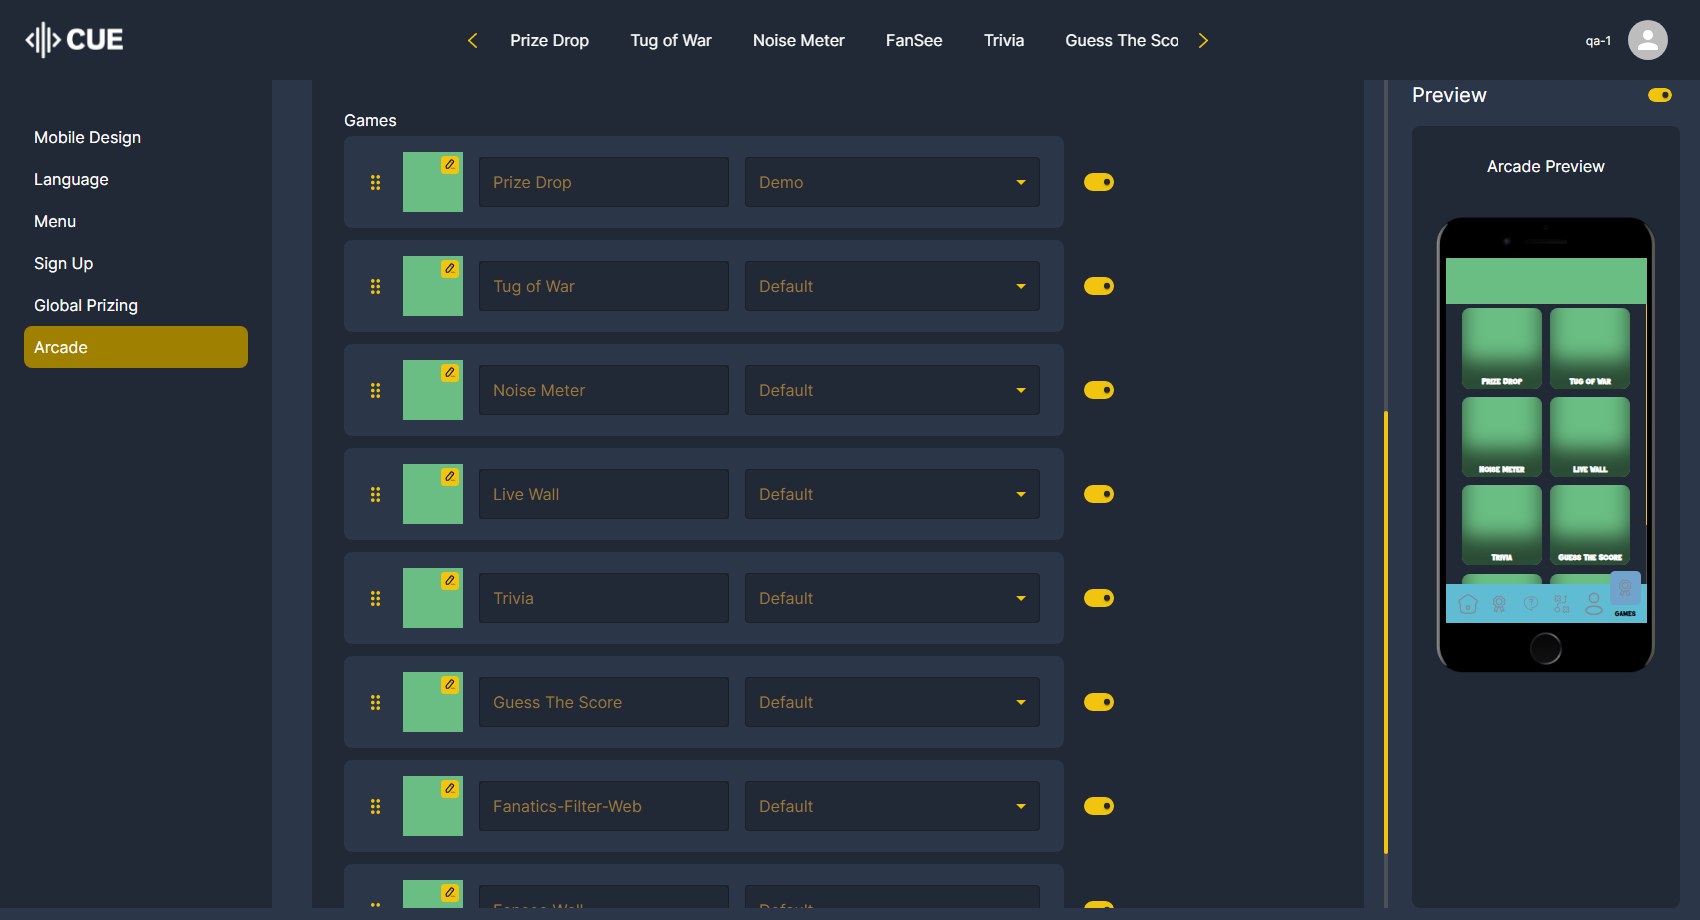 CUE
Prize Drop
Tug of War
Noise Meter
FanSee
Trivia
Guess The Sco
qa-1
Mobile Design
Language
Menu
Sign Up
Global Prizing
Arcade
Games
Prize Drop
Demo
Tug of War
Default
Noise Meter
Default
Live Wall
Default
Trivia
Default
Guess The Score
Default
Fanatics-Filter-Web
Default
Default
Preview
Arcade Preview
Prize Drop
Tug of War
Noise Meter
Live Wall
Trivia
Guess The Score
GAMES